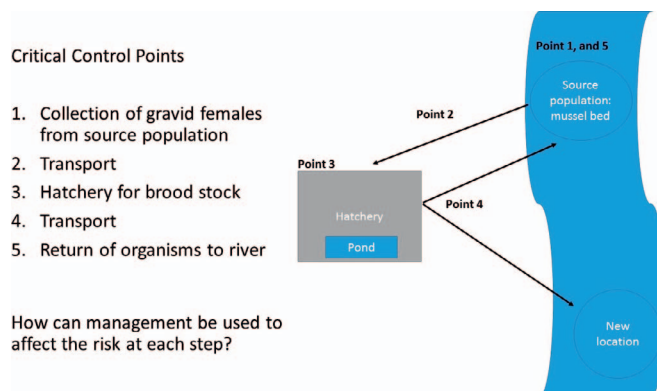 Critical Control Points
1. Collection of gravid females
from source population
2. Transport
3. Hatchery for brood stock
4. Transport
5. Return of organisms to river
How can management be used to
affect the risk at each step?
Point 1, and 5
Source
population:
mussel bed
Point 2
Point 3
Hatchery
Pond
Point 4
New
location